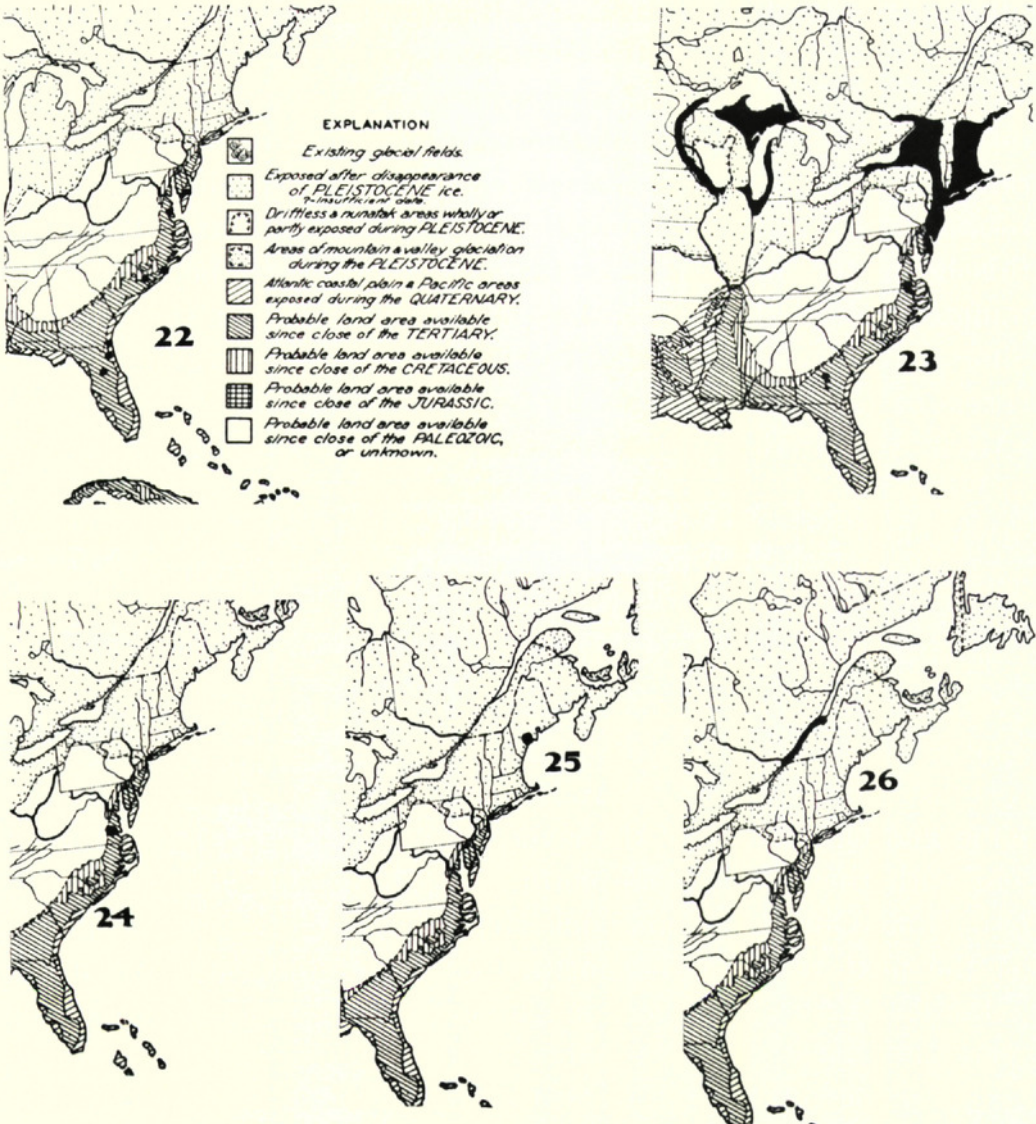 EXPLANATION
Existing glacial fields.
Exposed after disappearance
of PLEISTOCENE ice.
?-Insufficient data.
Driftless & nunatak areas wholly or
partly exposed during PLEISTOCENE.
Areas of mountain & valley glaciation
during the PLEISTOCENE.
Atlantic coastal plain & Pacific areas
exposed during the QUATERNARY.
Probable land area available
since close of the TERTIARY.
Probable land area available
since close of the CRETACEOUS.
Probable land area available
since close of the JURASSIC.
Probable land area available
since close of the PALEOZOIC,
or unknown.
22
23
24
25
26